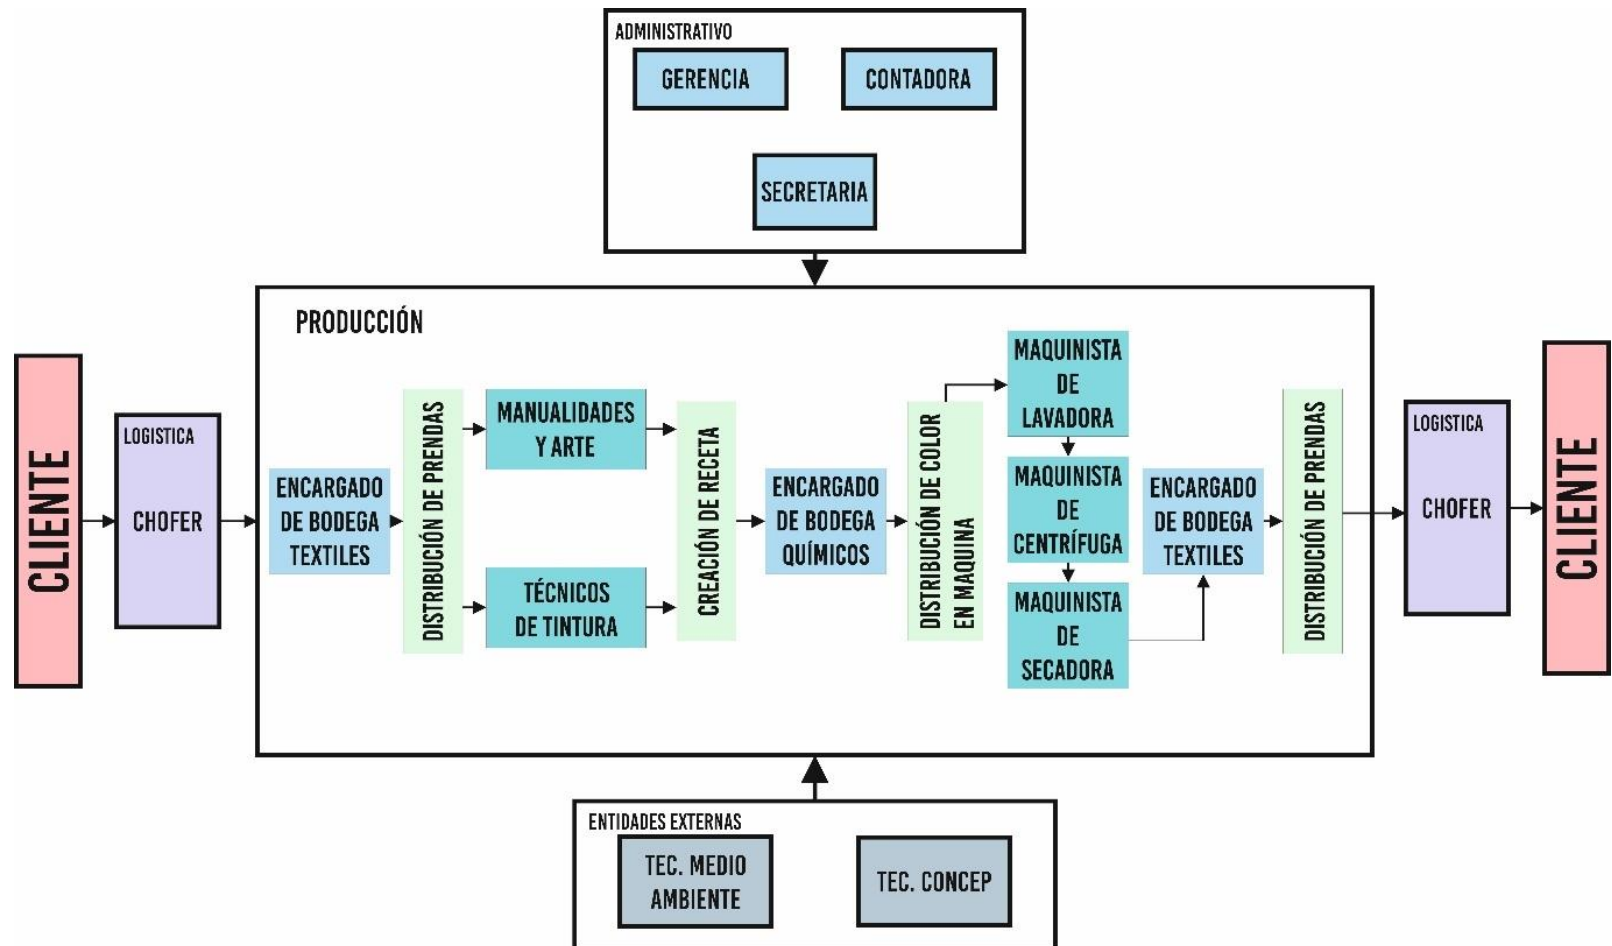 ADMINISTRATIVO
GERENCIA
CONTADORA
SECRETARIA
PRODUCCIÓN
CLIENTE
LOGISTICA
CHOFER
ENCARGADO
DE BODEGA
TEXTILES
DISTRIBUCIÓN DE PRENDAS
MANUALIDADES
Y ARTE
TÉCNICOS
DE TINTURA
CREACIÓN DE RECETA
ENCARGADO
DE BODEGA
QUÍMICOS
DISTRIBUCIÓN DE COLOR
EN MAQUINA
MAQUINISTA
DE
LAVADORA
MAQUINISTA
DE
CENTRÍFUGA
MAQUINISTA
DE
SECADORA
ENCARGADO
DE BODEGA
TEXTILES
DISTRIBUCIÓN DE PRENDAS
LOGISTICA
CHOFER
CLIENTE
ENTIDADES EXTERNAS
TEC. MEDIO
AMBIENTE
TEC. CONCEP